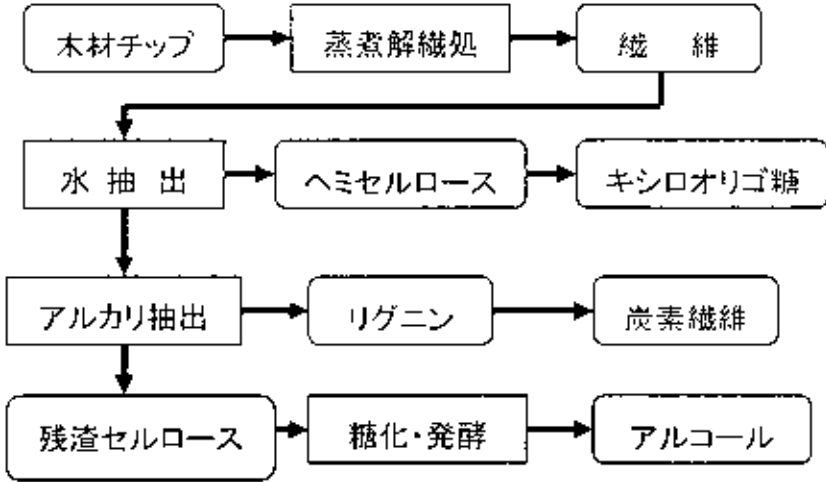 木材チップ
蒸煮解繊処
繊 維
水 抽 出
ヘミセルロース
キシロオリゴ糖
アルカリ抽出
リグニン
炭素繊維
残渣セルロース
糖化・発酵
アルコール